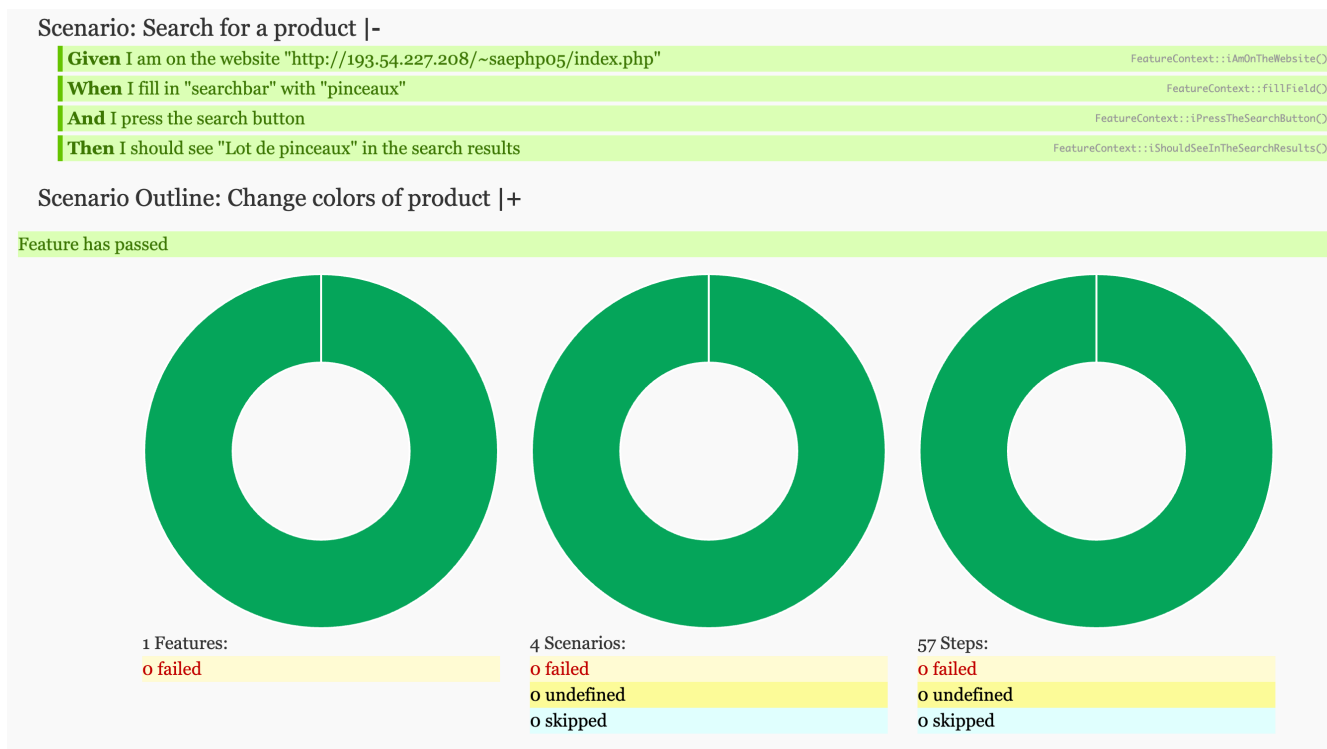 Scenario: Search for a product |-
Given I am on the website "http://193.54.227.208/~saephp05/index.php" FeatureContext::iAmOnTheWebsite()
When I fill in "searchbar" with "pinceaux" FeatureContext::fillField()
And I press the search button FeatureContext::iPressTheSearchButton()
Then I should see "Lot de pinceaux" in the search results FeatureContext::iShouldSeeInTheSearchResults()
Scenario Outline: Change colors of product |+
Feature has passed
1 Features:
0 failed
4 Scenarios:
0 failed
0 undefined
0 skipped
57 Steps:
0 failed
0 undefined
0 skipped